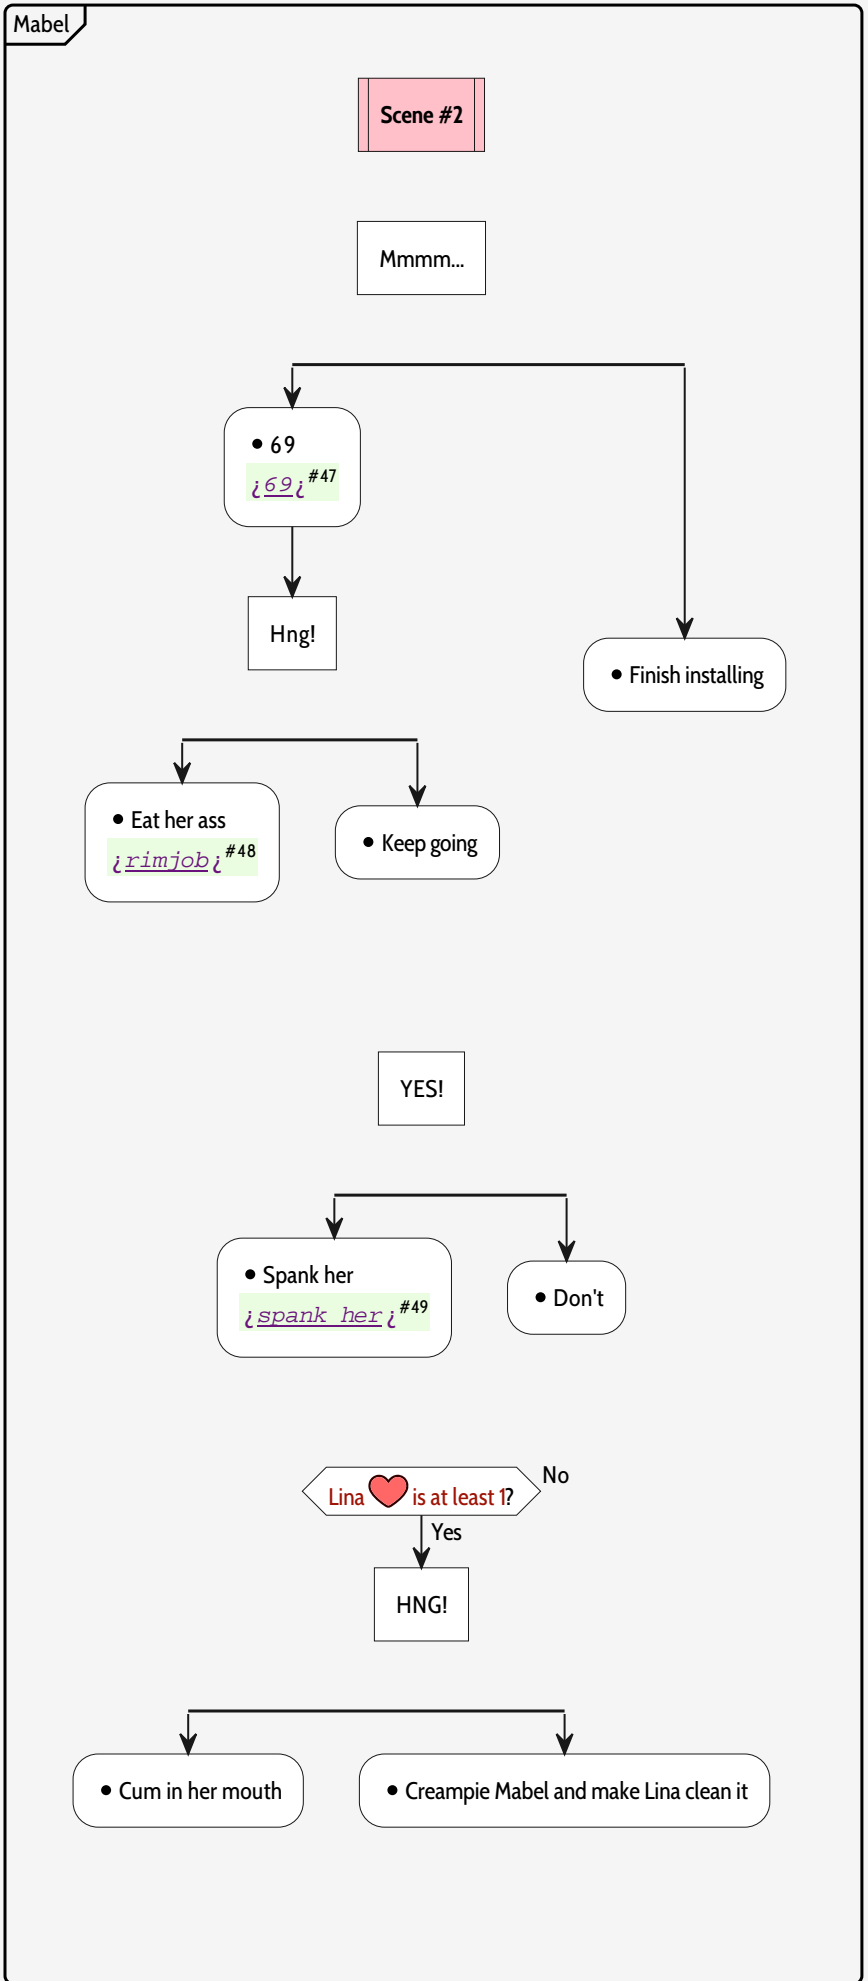 Mabel
Scene #2
Mmmm...
• 69
¿69¿#47
Hng!
• Finish installing
• Eat her ass
¿rimjob¿#48
• Keep going
YES!
• Spank her
¿spank her¿#49
• Don't
Lina ❤ is at least 1?
No
Yes
HNG!
• Cum in her mouth
• Creampie Mabel and make Lina clean it